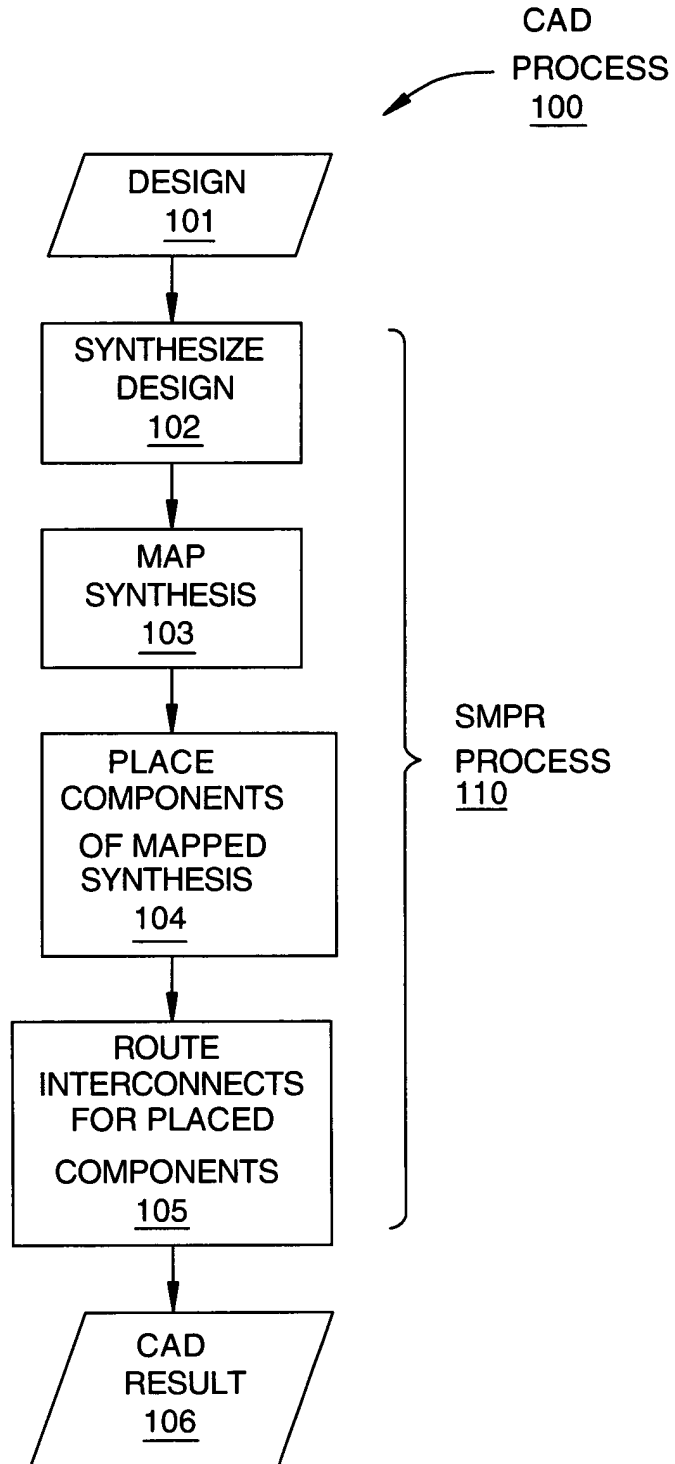 CAD
PROCESS
100
DESIGN
101
SYNTHESIZE
DESIGN
102
MAP
SYNTHESIS
103
PLACE
COMPONENTS
OF MAPPED
SYNTHESIS
104
ROUTE
INTERCONNECTS
FOR PLACED
COMPONENTS
105
SMPR
PROCESS
110
CAD
RESULT
106